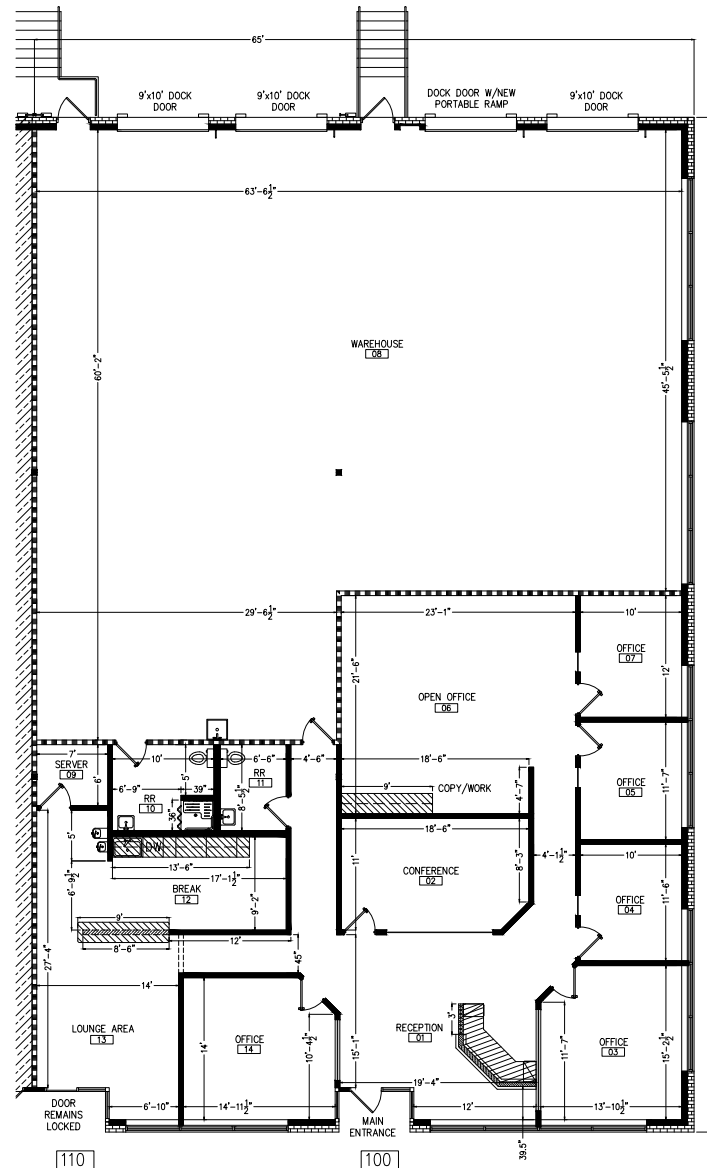 65'
9'x10' DOCK
DOOR
9'x10' DOCK
DOOR
DOCK DOOR W/NEW
PORTABLE RAMP
9'x10' DOCK
DOOR
63'-6½"
WAREHOUSE
08
60'-2"
45'-5½"
29'-6½"
23'-1"
10'
OFFICE
07
12'
21'-6"
OPEN OFFICE
06
7'
SERVER
09
6'
10'
5'
6'-6"
4'-6"
18'-6"
6'-9"
39"
RR
11
8'-5½"
RR
10
36"
9'
COPY/WORK
4'-7"
OFFICE
05
11'-7"
5'
DW
13'-6"
17'-1½"
BREAK
12
6'-9½"
9'-2"
11'
18'-6"
CONFERENCE
02
8'-3"
4'-1½"
10'
OFFICE
04
11'-6"
9'
8'-6"
12'
27'-4"
45"
14'
LOUNGE AREA
13
OFFICE
14
14'
10'-4½"
15'-1"
RECEPTION
01
3'
11'-7"
OFFICE
03
15'-2½"
19'-4"
DOOR
REMAINS
LOCKED
6'-10"
14'-11½"
MAIN
ENTRANCE
12'
39.5"
13'-10½"
110
100